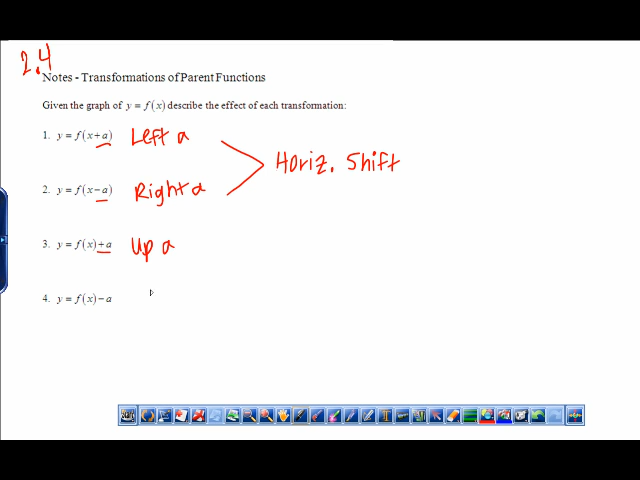 2.4
Notes - Transformations of Parent Functions
Given the graph of y = f(x) describe the effect of each transformation:
1. y = f(x+a) Left a
Horiz. Shift
2. y = f(x−a) Right a
3. y = f(x)+a Up a
4. y = f(x)−a